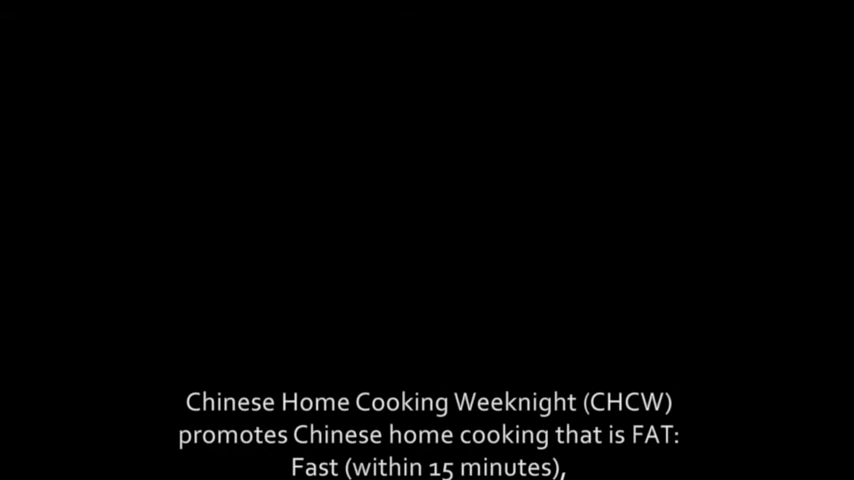 Chinese Home Cooking Weeknight (CHCW)
promotes Chinese home cooking that is FAT:
Fast (within 15 minutes),